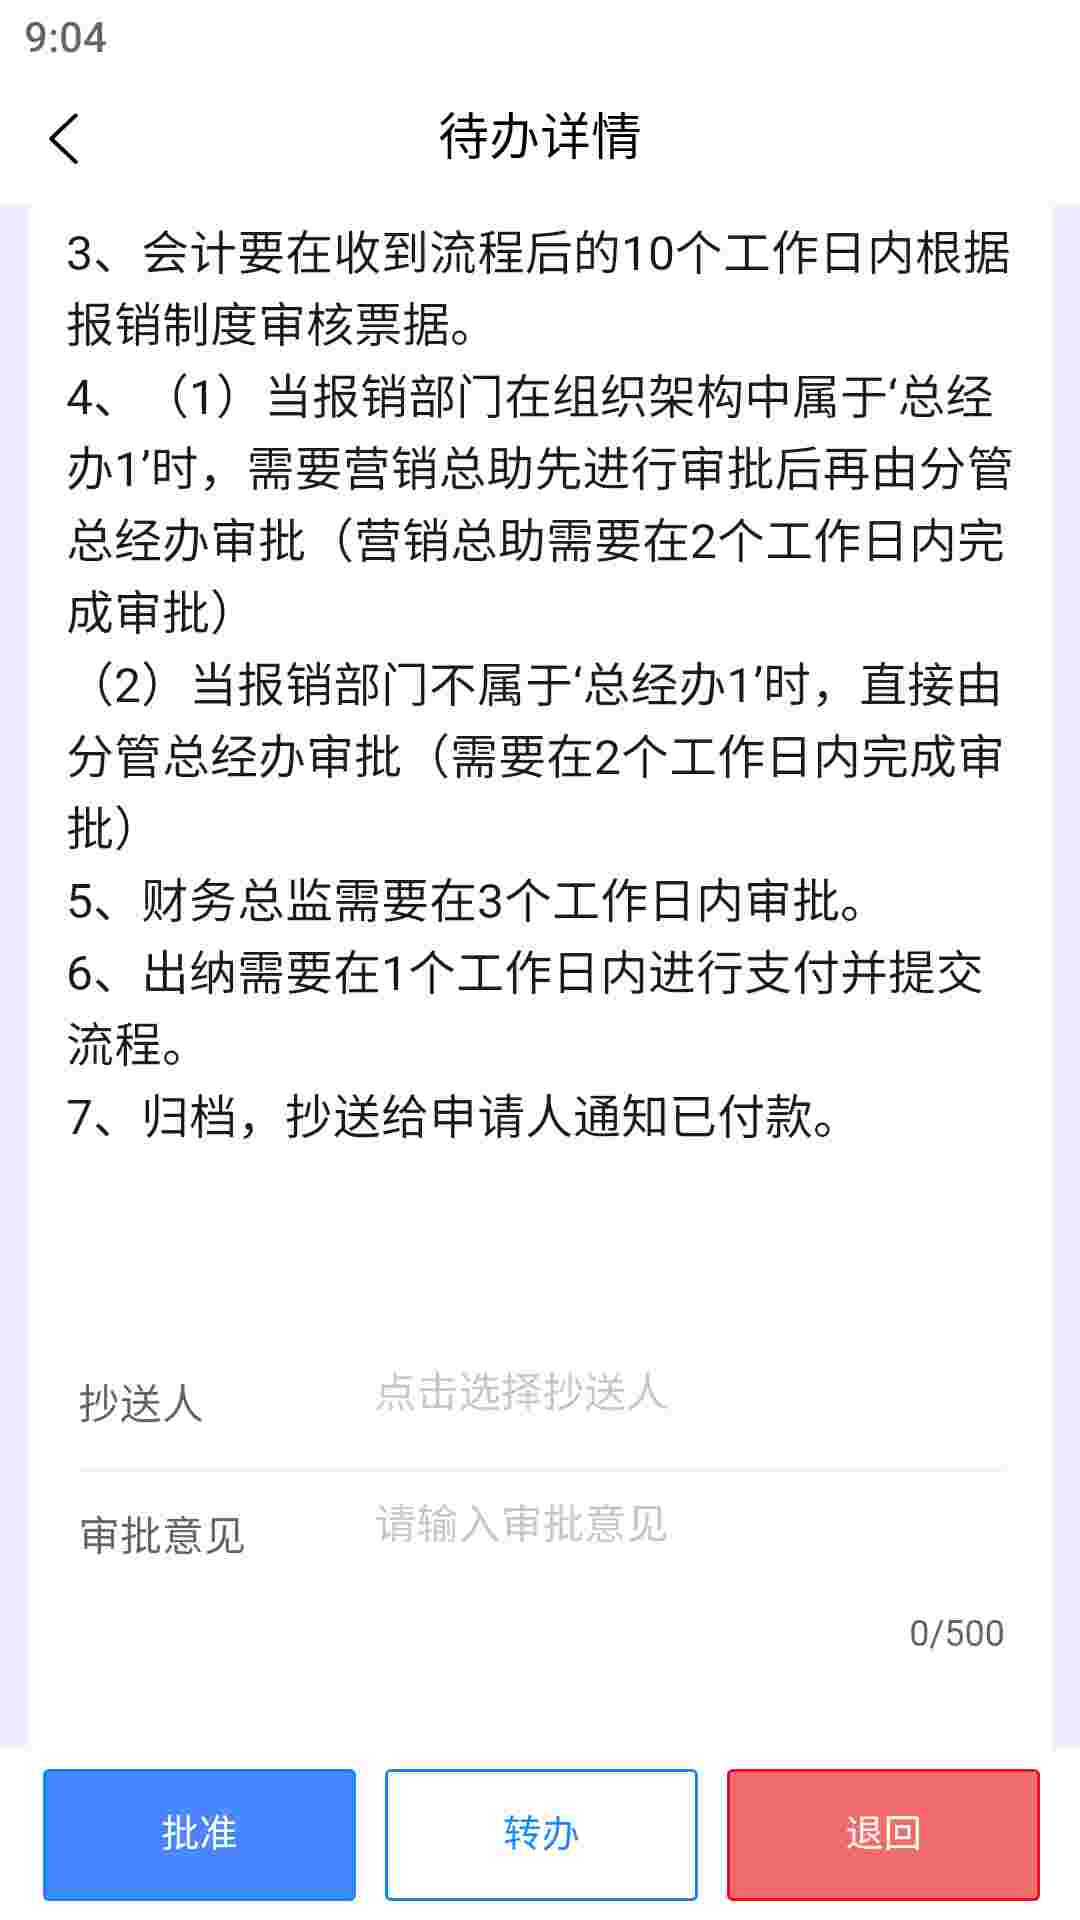 9:04
待办详情
3、会计要在收到流程后的10个工作日内根据
报销制度审核票据。
4、（1）当报销部门在组织架构中属于‘总经
办1’时，需要营销总助先进行审批后再由分管
总经办审批（营销总助需要在2个工作日内完
成审批）
（2）当报销部门不属于‘总经办1’时，直接由
分管总经办审批（需要在2个工作日内完成审
批）
5、财务总监需要在3个工作日内审批。
6、出纳需要在1个工作日内进行支付并提交
流程。
7、归档，抄送给申请人通知已付款。
抄送人 点击选择抄送人
审批意见 请输入审批意见
0/500
批准 转办 退回